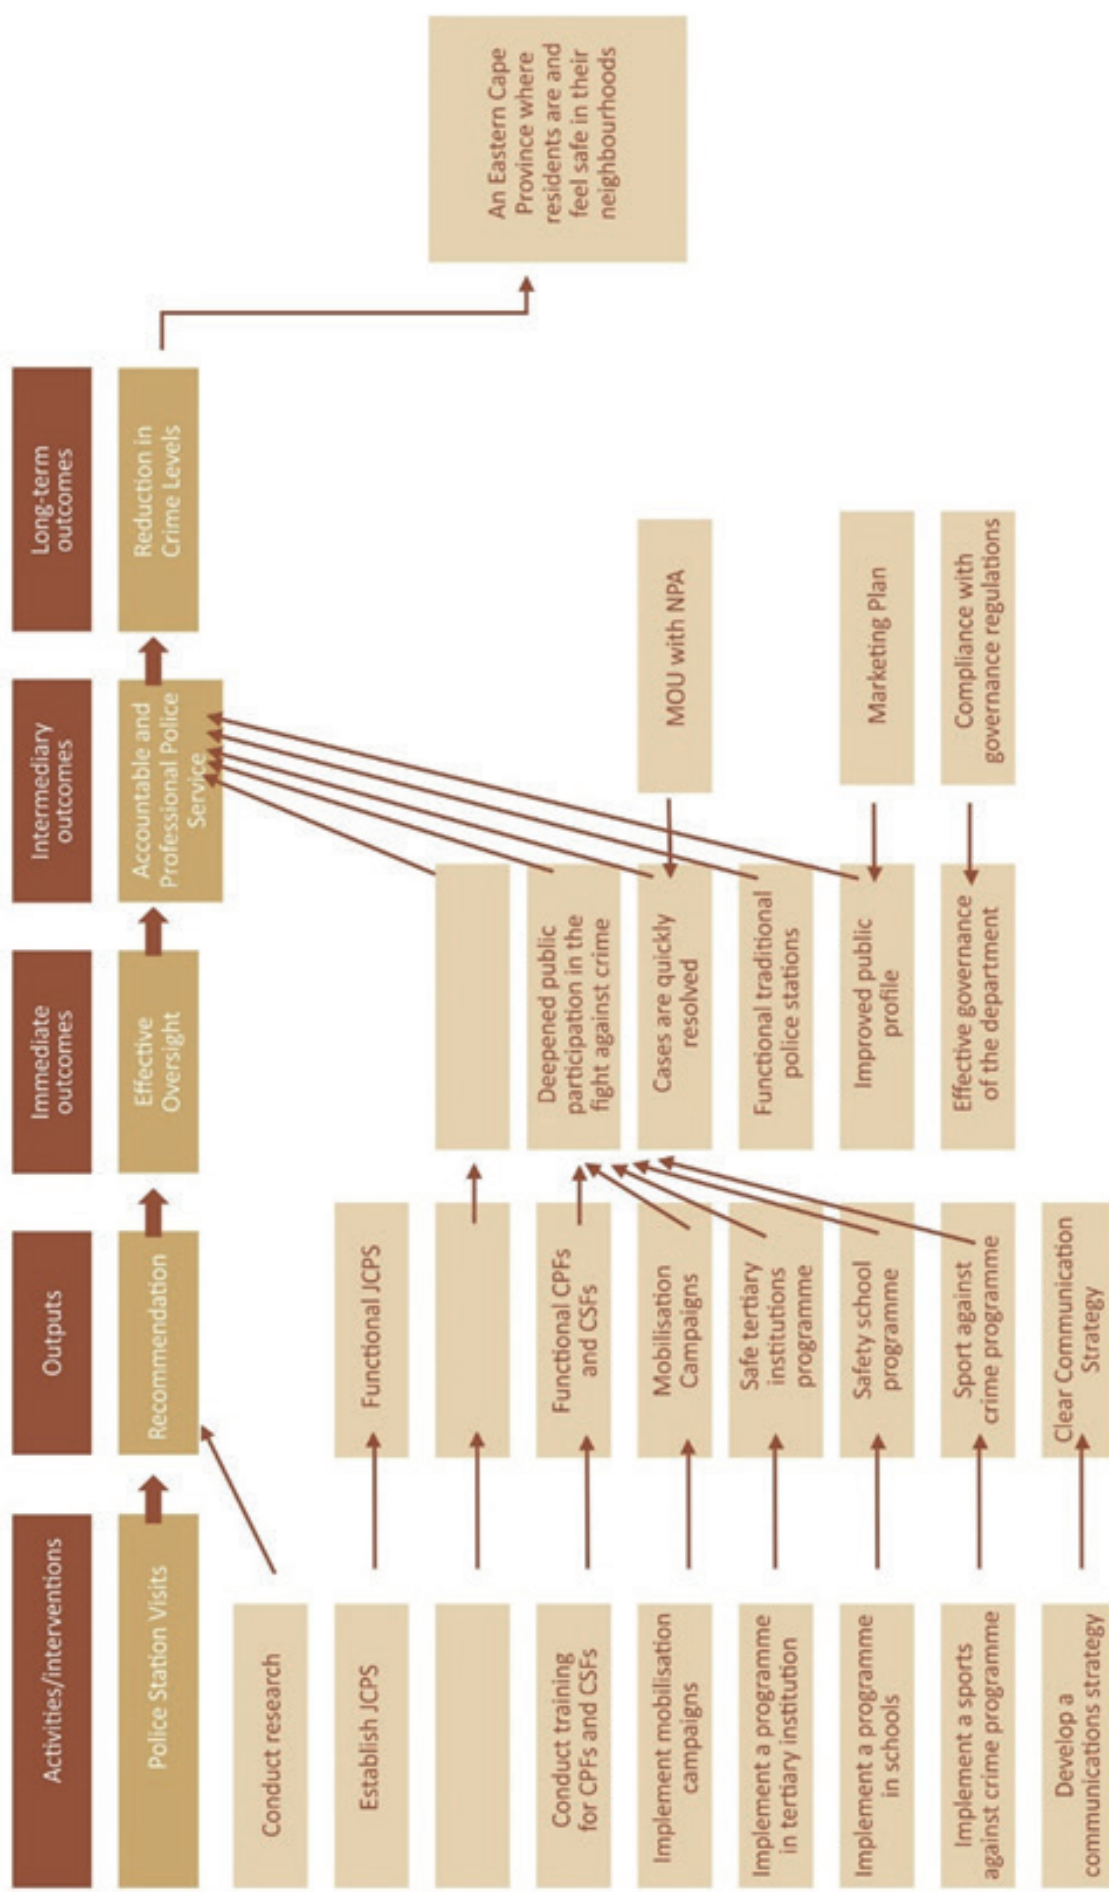 Activities/interventions
Outputs
Immediate
outcomes
Intermediary
outcomes
Long-term
outcomes
Police Station Visits
Recommendation
Effective
Oversight
Accountable and
Professional Police
Service
Reduction in
Crime Levels
An Eastern Cape
Province where
residents are and
feel safe in their
neighbourhoods
Conduct research
Establish JCPS
Functional JCPS
Conduct training
for CPFs and CSFs
Functional CPFs
and CSFs
Deepened public
participation in the
fight against crime
Implement mobilisation
campaigns
Mobilisation
Campaigns
Cases are quickly
resolved
MOU with NPA
Implement a programme
in tertiary institution
Safe tertiary
institutions
programme
Functional traditional
police stations
Implement a programme
in schools
Safety school
programme
Improved public
profile
Marketing Plan
Implement a sports
against crime programme
Sport against
crime programme
Effective governance
of the department
Compliance with
governance regulations
Develop a
communications strategy
Clear Communication
Strategy